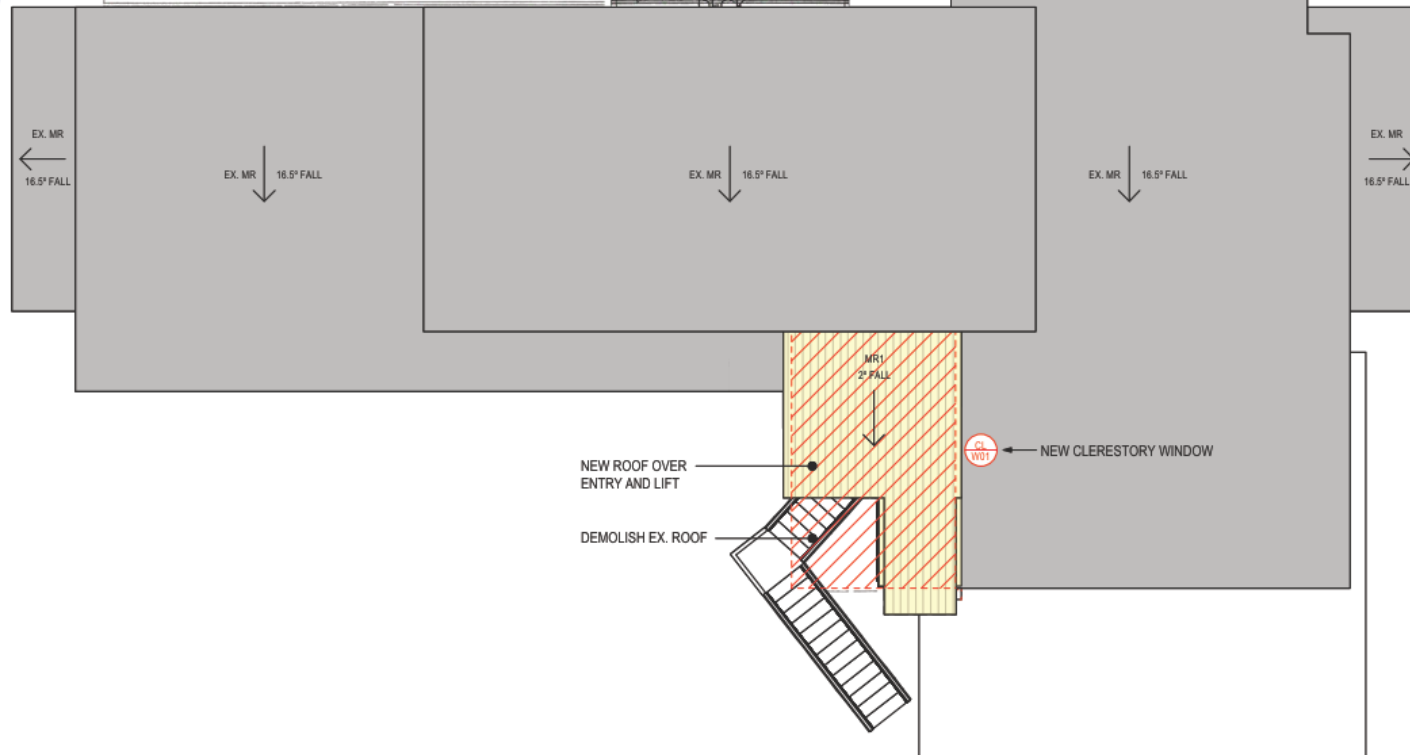 EX. MR
16.5° FALL
EX. MR 16.5° FALL
EX. MR 16.5° FALL
EX. MR 16.5° FALL
EX. MR
16.5° FALL
MR1
2° FALL
CL
W01
NEW CLERESTORY WINDOW
NEW ROOF OVER
ENTRY AND LIFT
DEMOLISH EX. ROOF